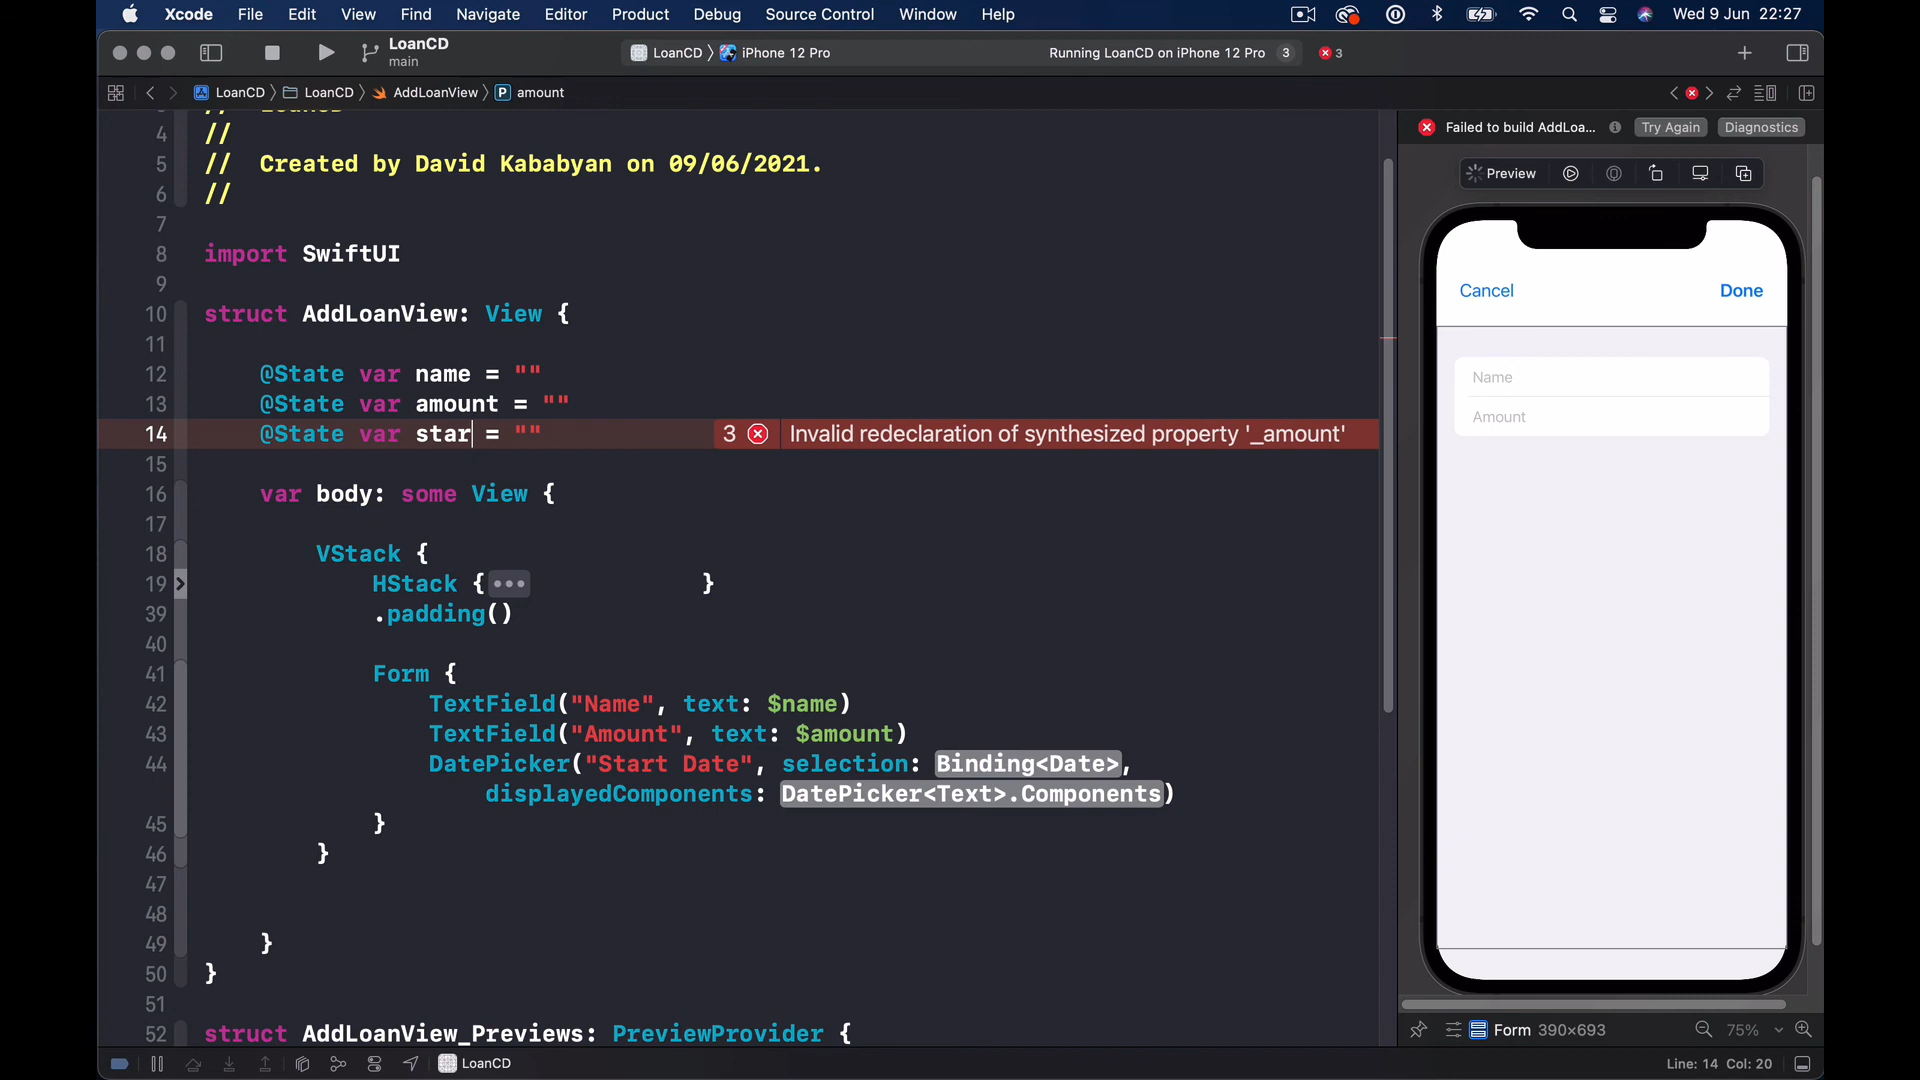 Xcode File Edit View Find Navigate Editor Product Debug Source Control Window Help Wed 9 Jun 22:27
LoanCD
main
LoanCD 〉 iPhone 12 Pro
Running LoanCD on iPhone 12 Pro 3
3
LoanCD 〉 LoanCD 〉 AddLoanView 〉 P amount
4 //
5 // Created by David Kababyan on 09/06/2021.
6 //
7
8 import SwiftUI
9
10 struct AddLoanView: View {
11
12 @State var name = ""
13 @State var amount = ""
14 @State var star = "" 3 Invalid redeclaration of synthesized property '_amount'
15
16 var body: some View {
17
18 VStack {
19 HStack {••• }
39 .padding()
40
41 Form {
42 TextField("Name", text: $name)
43 TextField("Amount", text: $amount)
44 DatePicker("Start Date", selection: Binding<Date>,
displayedComponents: DatePicker<Text>.Components)
45 }
46 }
47
48
49 }
50 }
51
52 struct AddLoanView_Previews: PreviewProvider {
Failed to build AddLoa... Try Again Diagnostics
Preview
Cancel Done
Name
Amount
Form 390×693 75%
LoanCD
Line: 14 Col: 20